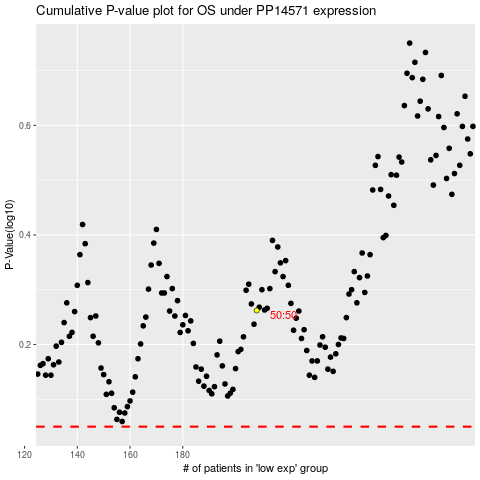 Cumulative P-value plot for OS under PP14571 expression
P-Value(log10)
0.6
0.4
0.2
50:50
120 140 160 180
# of patients in 'low exp' group